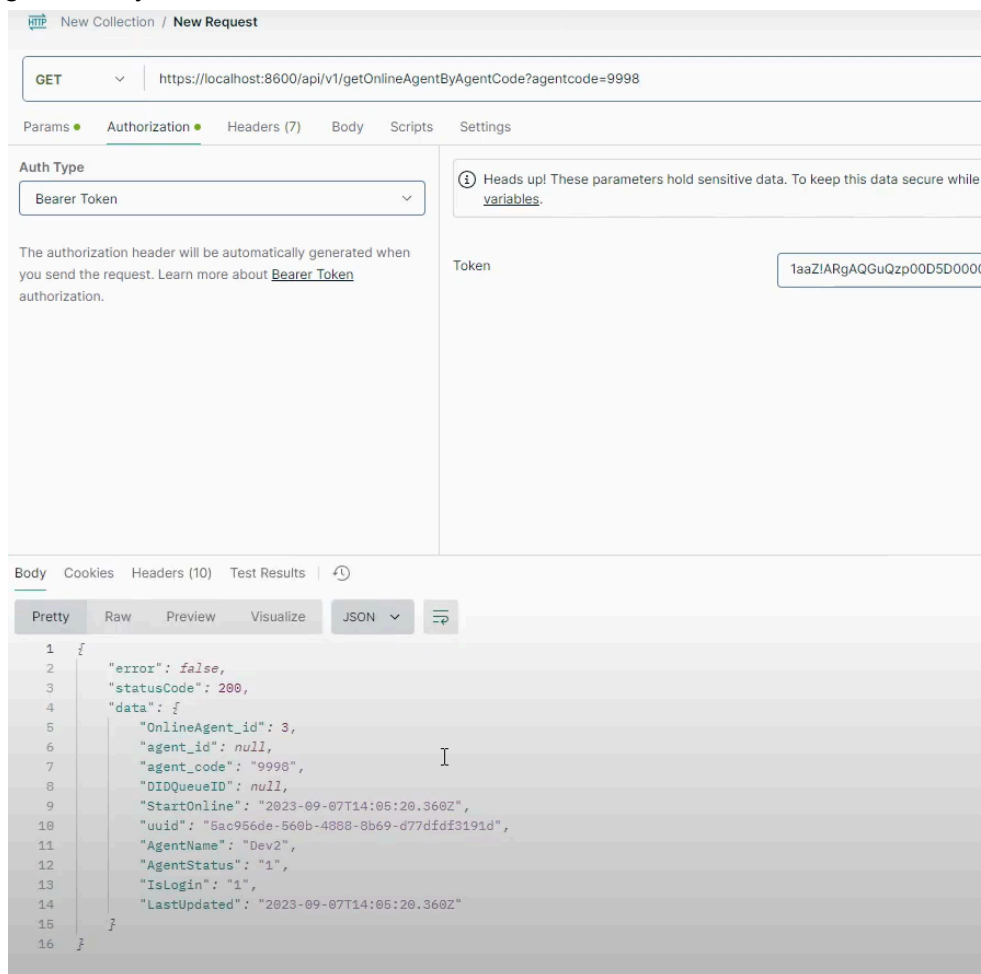 HTTP New Collection / New Request
GET https://localhost:8600/api/v1/getOnlineAgentByAgentCode?agentcode=9998
Params Authorization Headers (7) Body Scripts Settings
Auth Type
Bearer Token
Heads up! These parameters hold sensitive data. To keep this data secure while
variables.
The authorization header will be automatically generated when
you send the request. Learn more about Bearer Token
authorization.
Token 1aaZ!ARgAQGuQzp00D5D000
Body Cookies Headers (10) Test Results
Pretty Raw Preview Visualize JSON
1 {
2 "error": false,
3 "statusCode": 200,
4 "data": {
5 "OnlineAgent_id": 3,
6 "agent_id": null,
7 "agent_code": "9998",
8 "DIDQueueID": null,
9 "StartOnline": "2023-09-07T14:05:20.360Z",
10 "uuid": "5ac956de-560b-4888-8b69-d77dfdf3191d",
11 "AgentName": "Dev2",
12 "AgentStatus": "1",
13 "IsLogin": "1",
14 "LastUpdated": "2023-09-07T14:05:20.360Z"
15 }
16 }